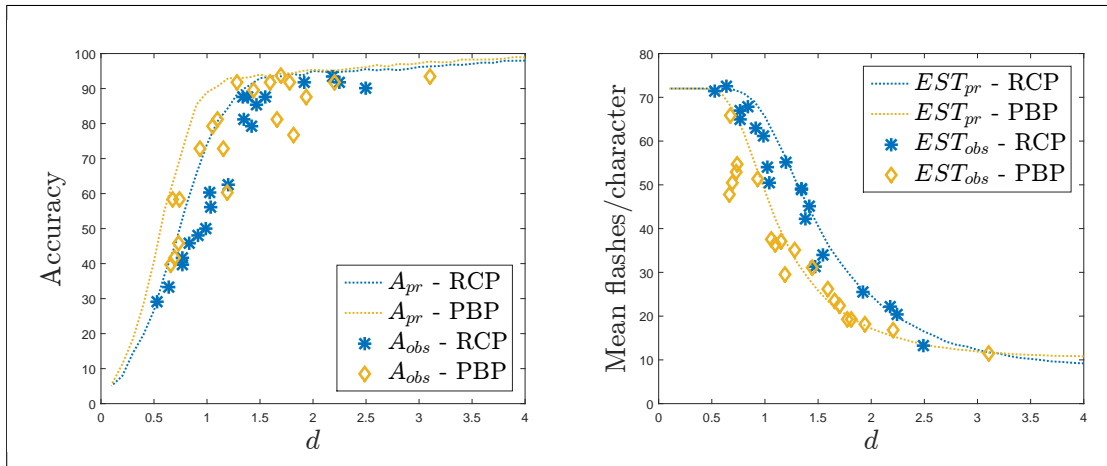 100
90
80
70
60
50
40
30
20
10
0
Accuracy
A_pr - RCP
A_pr - PBP
A_obs - RCP
A_obs - PBP
0 0.5 1 1.5 2 2.5 3 3.5 4
d
80
70
60
50
40
30
20
10
0
Mean flashes/character
EST_pr - RCP
EST_pr - PBP
EST_obs - RCP
EST_obs - PBP
0 0.5 1 1.5 2 2.5 3 3.5 4
d